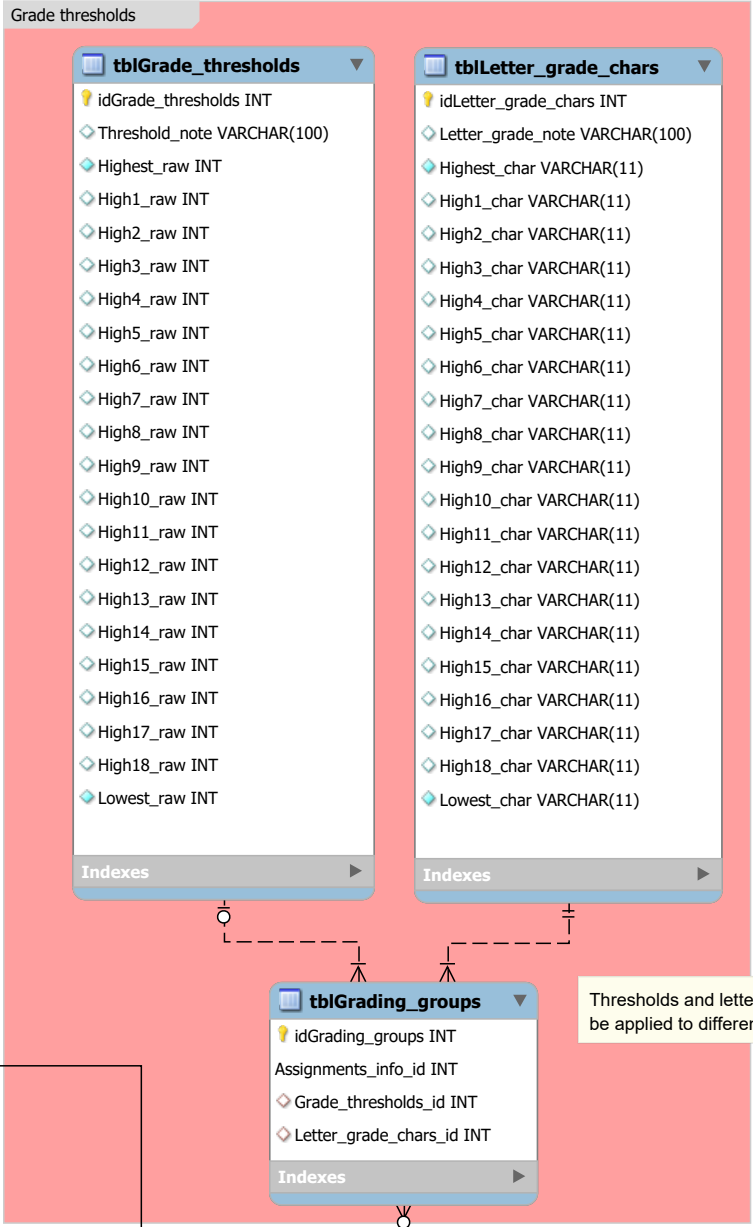 Grade thresholds
tblGrade_thresholds
idGrade_thresholds INT
Threshold_note VARCHAR(100)
Highest_raw INT
High1_raw INT
High2_raw INT
High3_raw INT
High4_raw INT
High5_raw INT
High6_raw INT
High7_raw INT
High8_raw INT
High9_raw INT
High10_raw INT
High11_raw INT
High12_raw INT
High13_raw INT
High14_raw INT
High15_raw INT
High16_raw INT
High17_raw INT
High18_raw INT
Lowest_raw INT
Indexes
tblLetter_grade_chars
idLetter_grade_chars INT
Letter_grade_note VARCHAR(100)
Highest_char VARCHAR(11)
High1_char VARCHAR(11)
High2_char VARCHAR(11)
High3_char VARCHAR(11)
High4_char VARCHAR(11)
High5_char VARCHAR(11)
High6_char VARCHAR(11)
High7_char VARCHAR(11)
High8_char VARCHAR(11)
High9_char VARCHAR(11)
High10_char VARCHAR(11)
High11_char VARCHAR(11)
High12_char VARCHAR(11)
High13_char VARCHAR(11)
High14_char VARCHAR(11)
High15_char VARCHAR(11)
High16_char VARCHAR(11)
High17_char VARCHAR(11)
High18_char VARCHAR(11)
Lowest_char VARCHAR(11)
Indexes
tblGrading_groups
idGrading_groups INT
Assignments_info_id INT
Grade_thresholds_id INT
Letter_grade_chars_id INT
Indexes
Thresholds and
be applied to